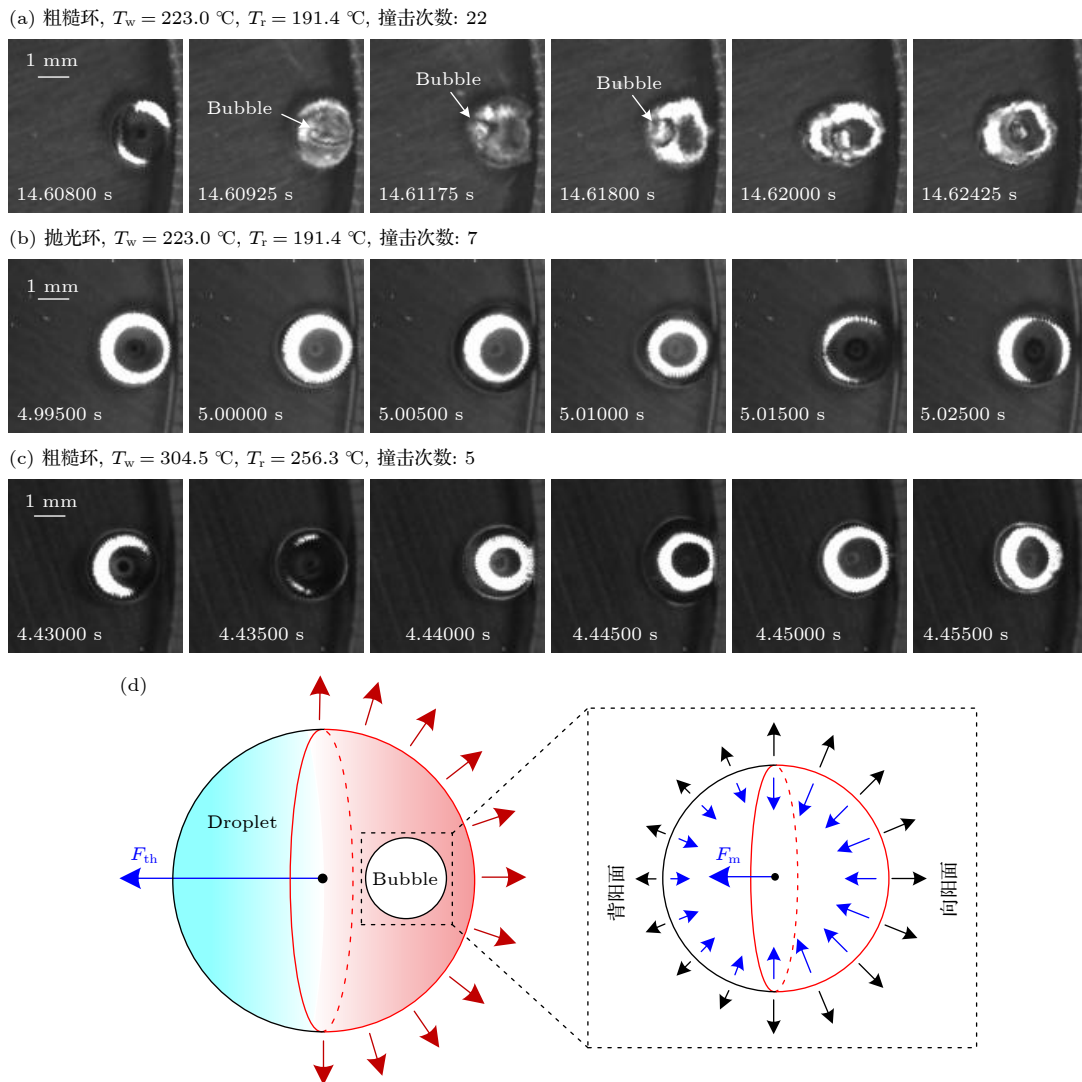 (a) 粗糙环, Tw = 223.0 ℃, Tr = 191.4 ℃, 撞击次数: 22
1 mm
Bubble
Bubble
Bubble
14.60800 s
14.60925 s
14.61175 s
14.61800 s
14.62000 s
14.62425 s
(b) 抛光环, Tw = 223.0 ℃, Tr = 191.4 ℃, 撞击次数: 7
1 mm
4.99500 s
5.00000 s
5.00500 s
5.01000 s
5.01500 s
5.02500 s
(c) 粗糙环, Tw = 304.5 ℃, Tr = 256.3 ℃, 撞击次数: 5
1 mm
4.43000 s
4.43500 s
4.44000 s
4.44500 s
4.45000 s
4.45500 s
(d)
Droplet
Fth
Bubble
背阳面
Fm
向阳面